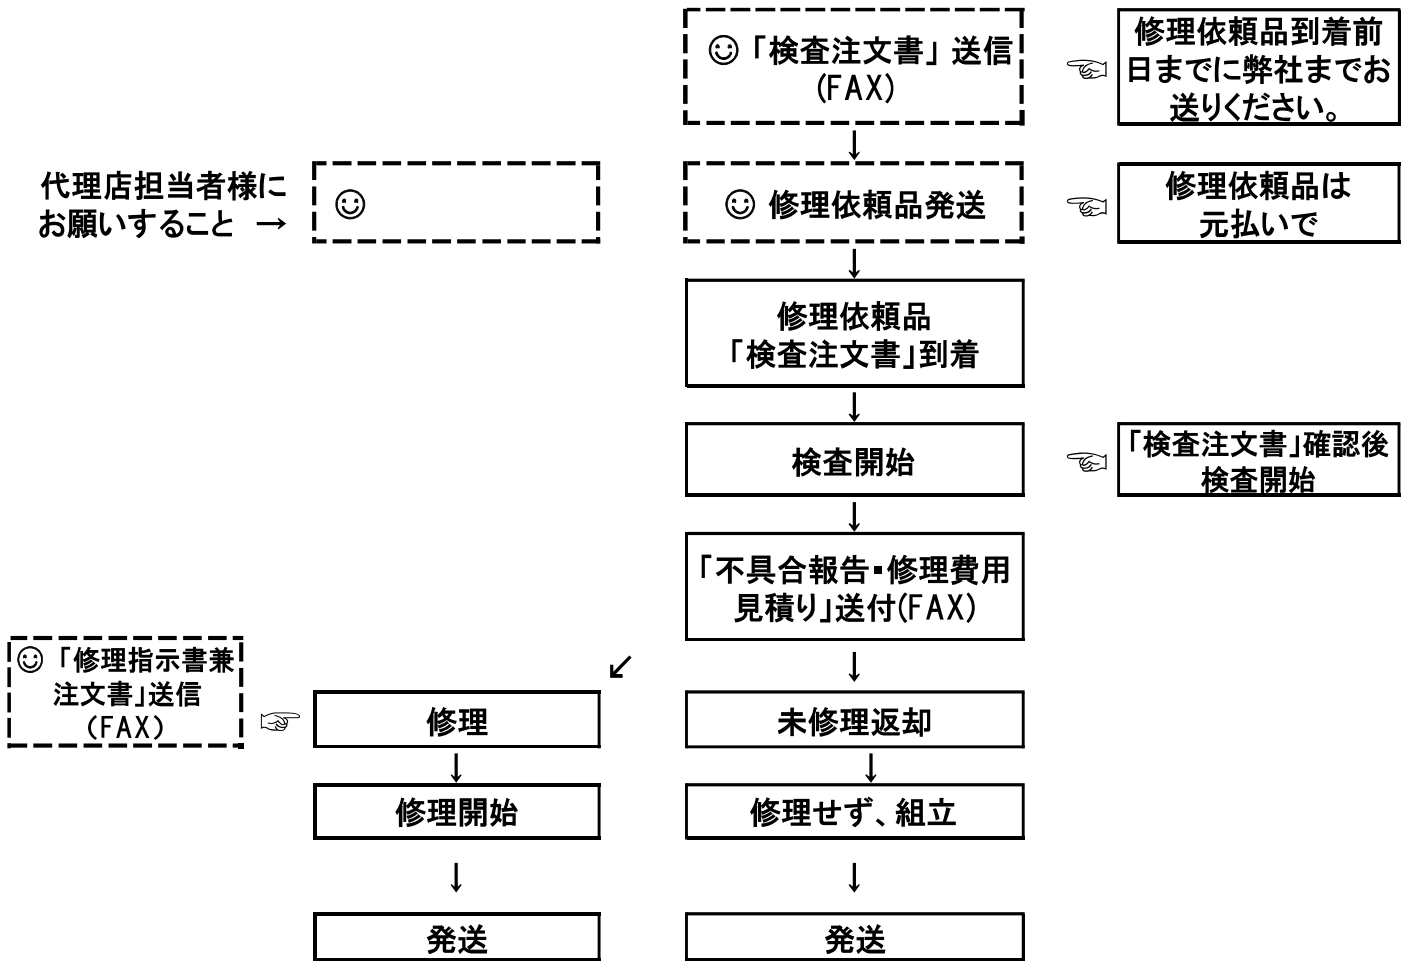 ☺「検査注文書」送信
(FAX)
☜
修理依頼品到着前
日までに弊社までお
送りください。
↓
代理店担当者様に
お願いすること →
☺
☺ 修理依頼品発送
☜
修理依頼品は
元払いで
↓
修理依頼品
「検査注文書」到着
↓
検査開始
☜
「検査注文書」確認後
検査開始
↓
「不具合報告・修理費用
見積り」送付(FAX)
↙
↓
☺「修理指示書兼
注文書」送信
(FAX)
☞
修理
未修理返却
↓
↓
修理開始
修理せず、組立
↓
↓
発送
発送